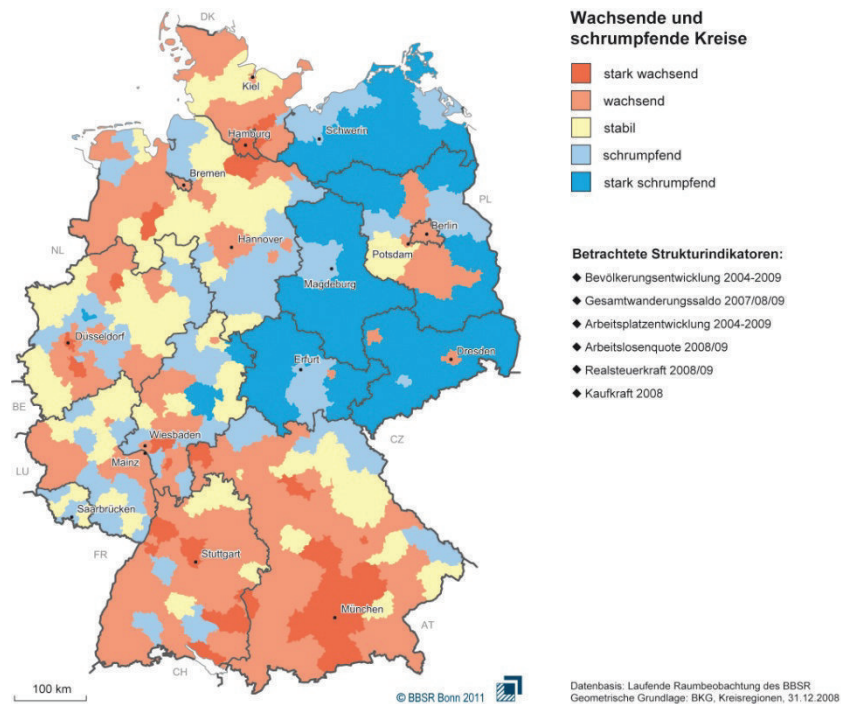 Wachsende und
schrumpfende Kreise
stark wachsend
wachsend
stabil
schrumpfend
stark schrumpfend
Betrachtete Strukturindikatoren:
◆ Bevölkerungsentwicklung 2004-2009
◆ Gesamtwanderungssaldo 2007/08/09
◆ Arbeitsplatzentwicklung 2004-2009
◆ Arbeitslosenquote 2008/09
◆ Realsteuerkraft 2008/09
◆ Kaufkraft 2008
DK
Kiel
Hamburg
Schwerin
Bremen
PL
Berlin
NL
Hannover
Potsdam
Magdeburg
Düsseldorf
Erfurt
Dresden
BE
Wiesbaden
CZ
LU
Mainz
Saarbrücken
FR
Stuttgart
München
AT
CH
100 km
© BBSR Bonn 2011
Datenbasis: Laufende Raumbeobachtung des BBSR
Geometrische Grundlage: BKG, Kreisregionen, 31.12.2008